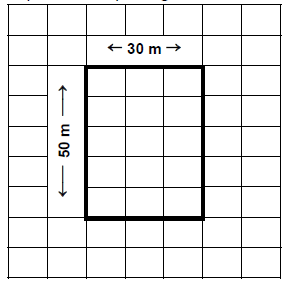 ← 30 m →
← 50 m →